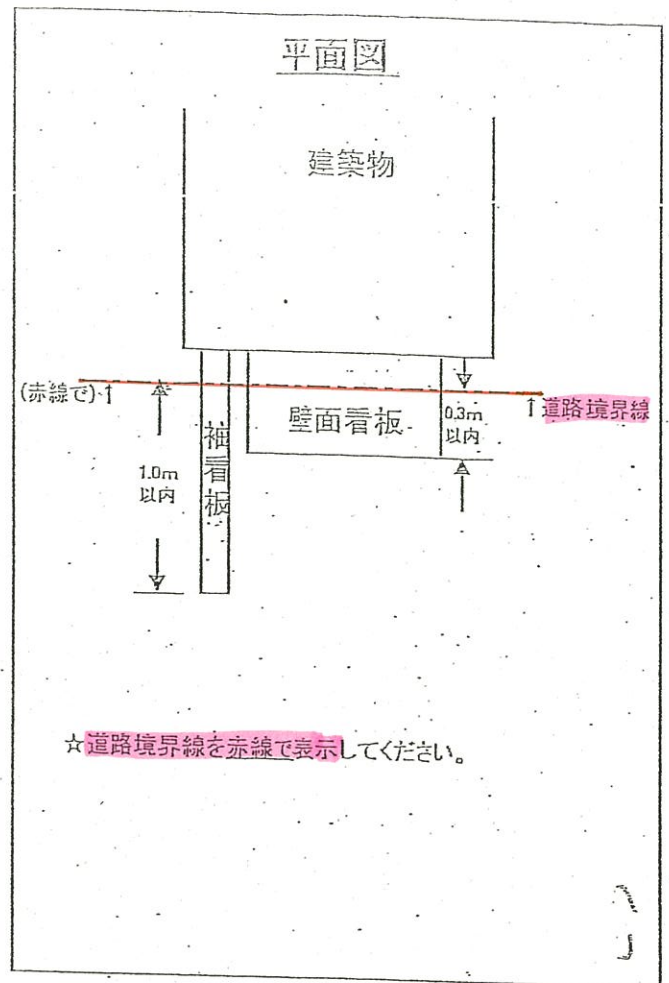 平面図
建築物
(赤線で)↑
壁面看板
0.3m
以内
↑道路境界線
袖看板
1.0m
以内
☆道路境界線を赤線で表示してください。